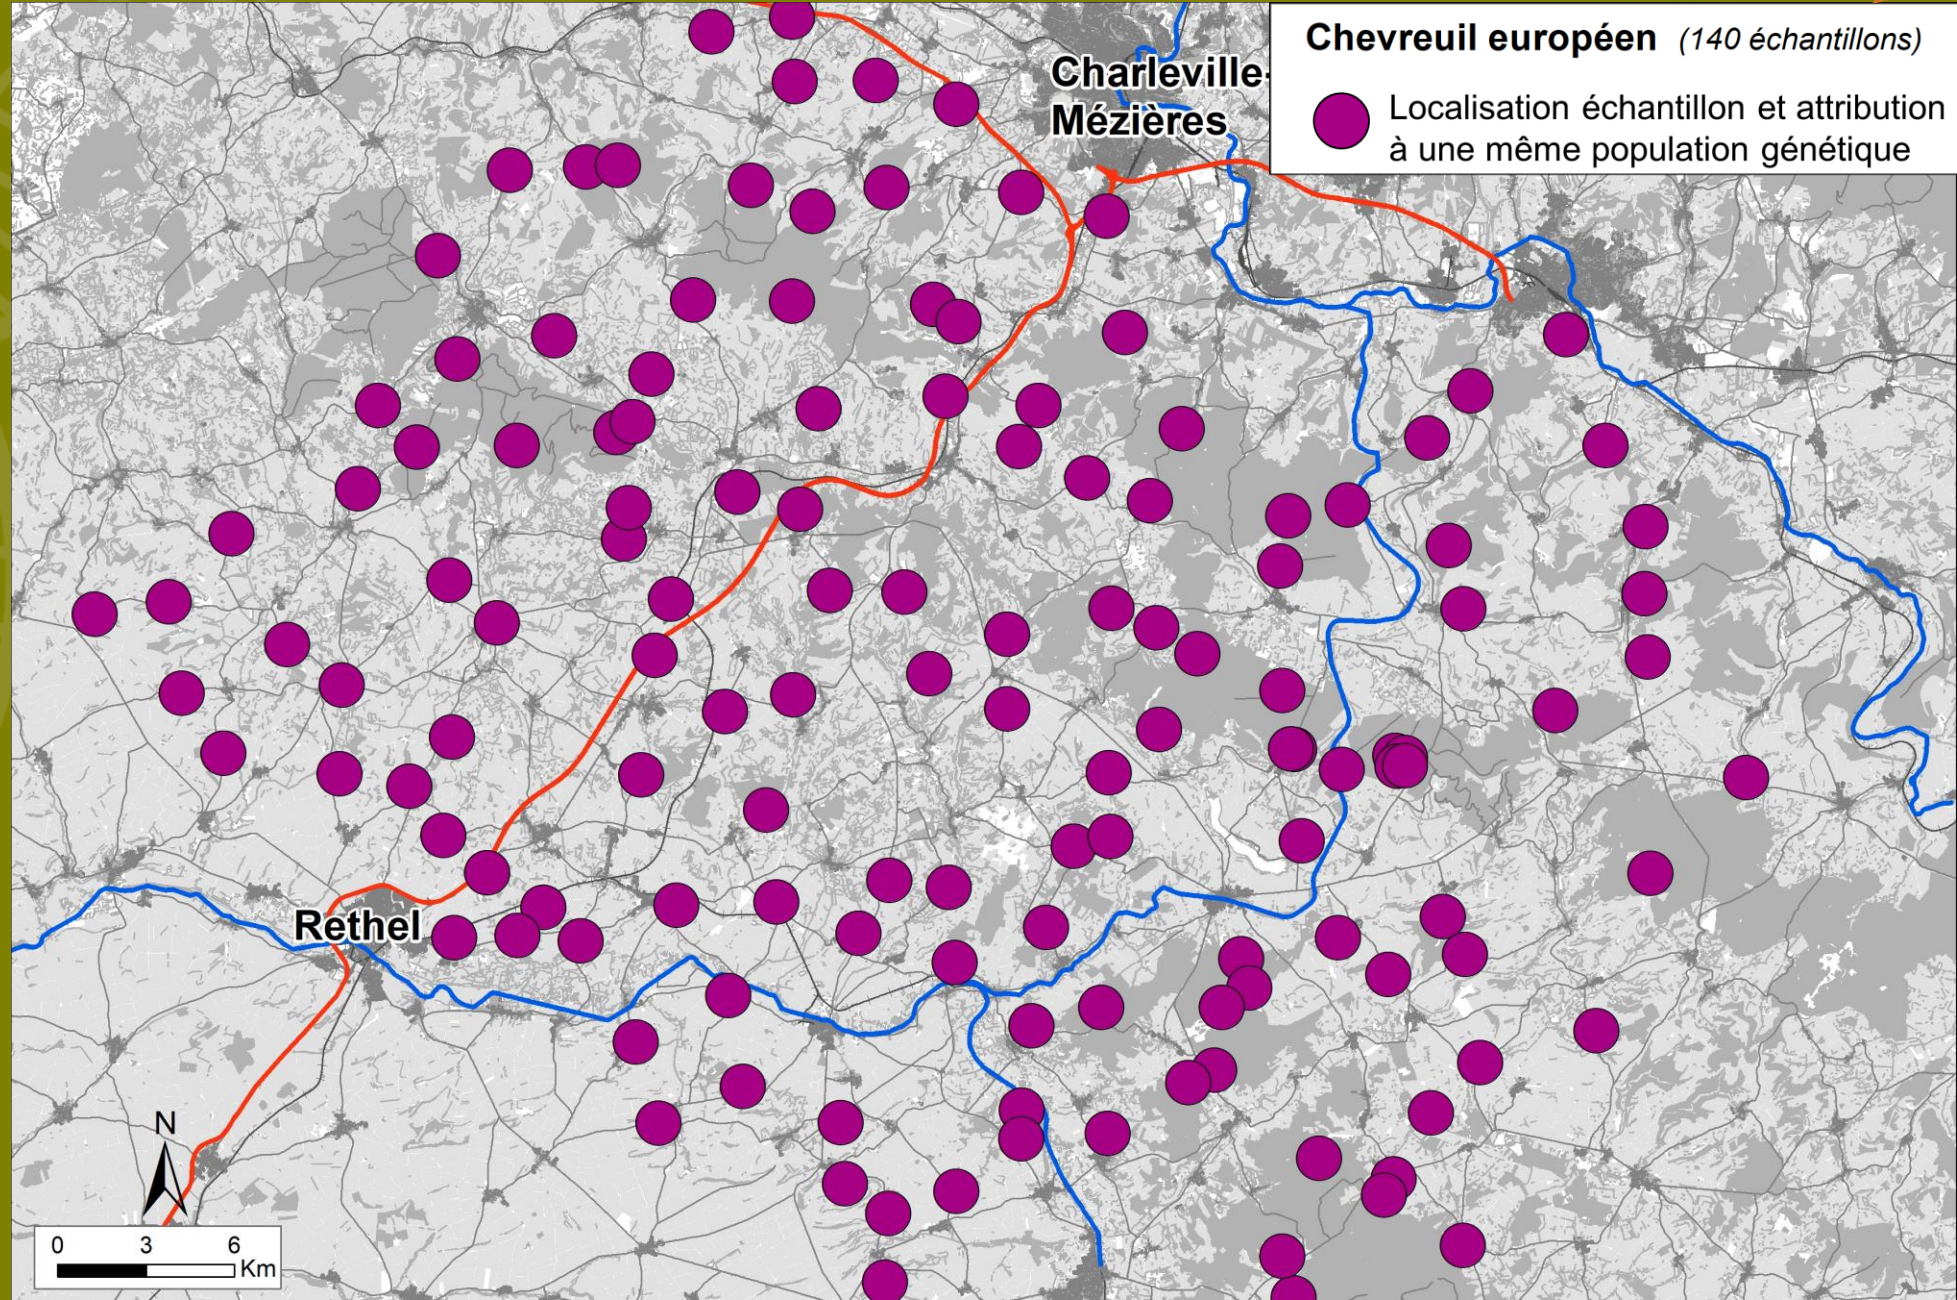 Chevreuil européen (140 échantillons)
Localisation échantillon et attribution
à une même population génétique
Charleville-
Mézières
Rethel
N
0 3 6
Km